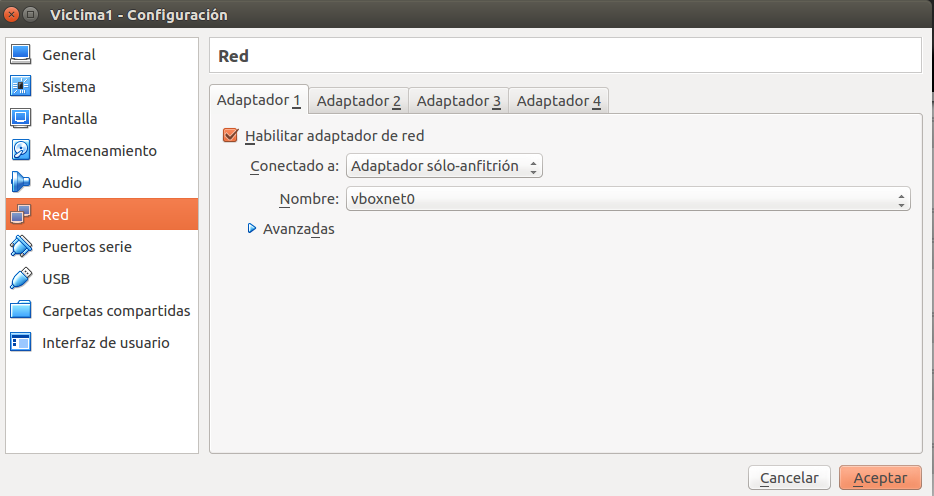 Victima1 - Configuración
General
Sistema
Pantalla
Almacenamiento
Audio
Red
Puertos serie
USB
Carpetas compartidas
Interfaz de usuario
Red
Adaptador 1 Adaptador 2 Adaptador 3 Adaptador 4
Habilitar adaptador de red
Conectado a: Adaptador sólo-anfitrión
Nombre: vboxnet0
Avanzadas
Cancelar Aceptar